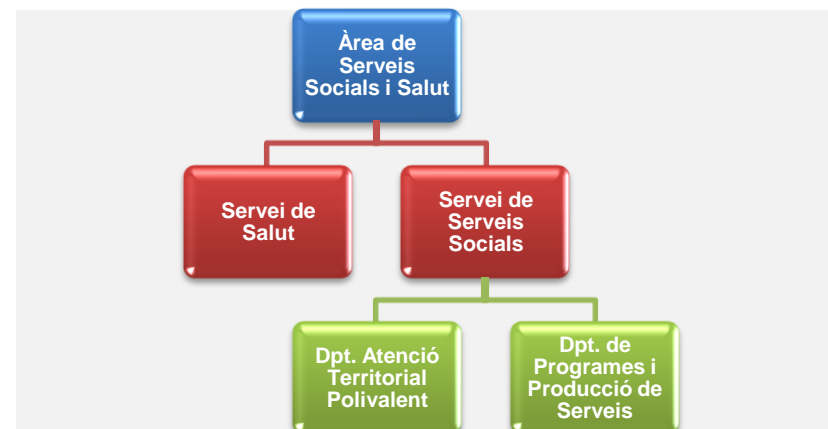 Àrea de
Serveis
Socials i Salut
Servei de
Salut
Servei de
Serveis
Socials
Dpt. Atenció
Territorial
Polivalent
Dpt. de
Programes i
Producció de
Serveis